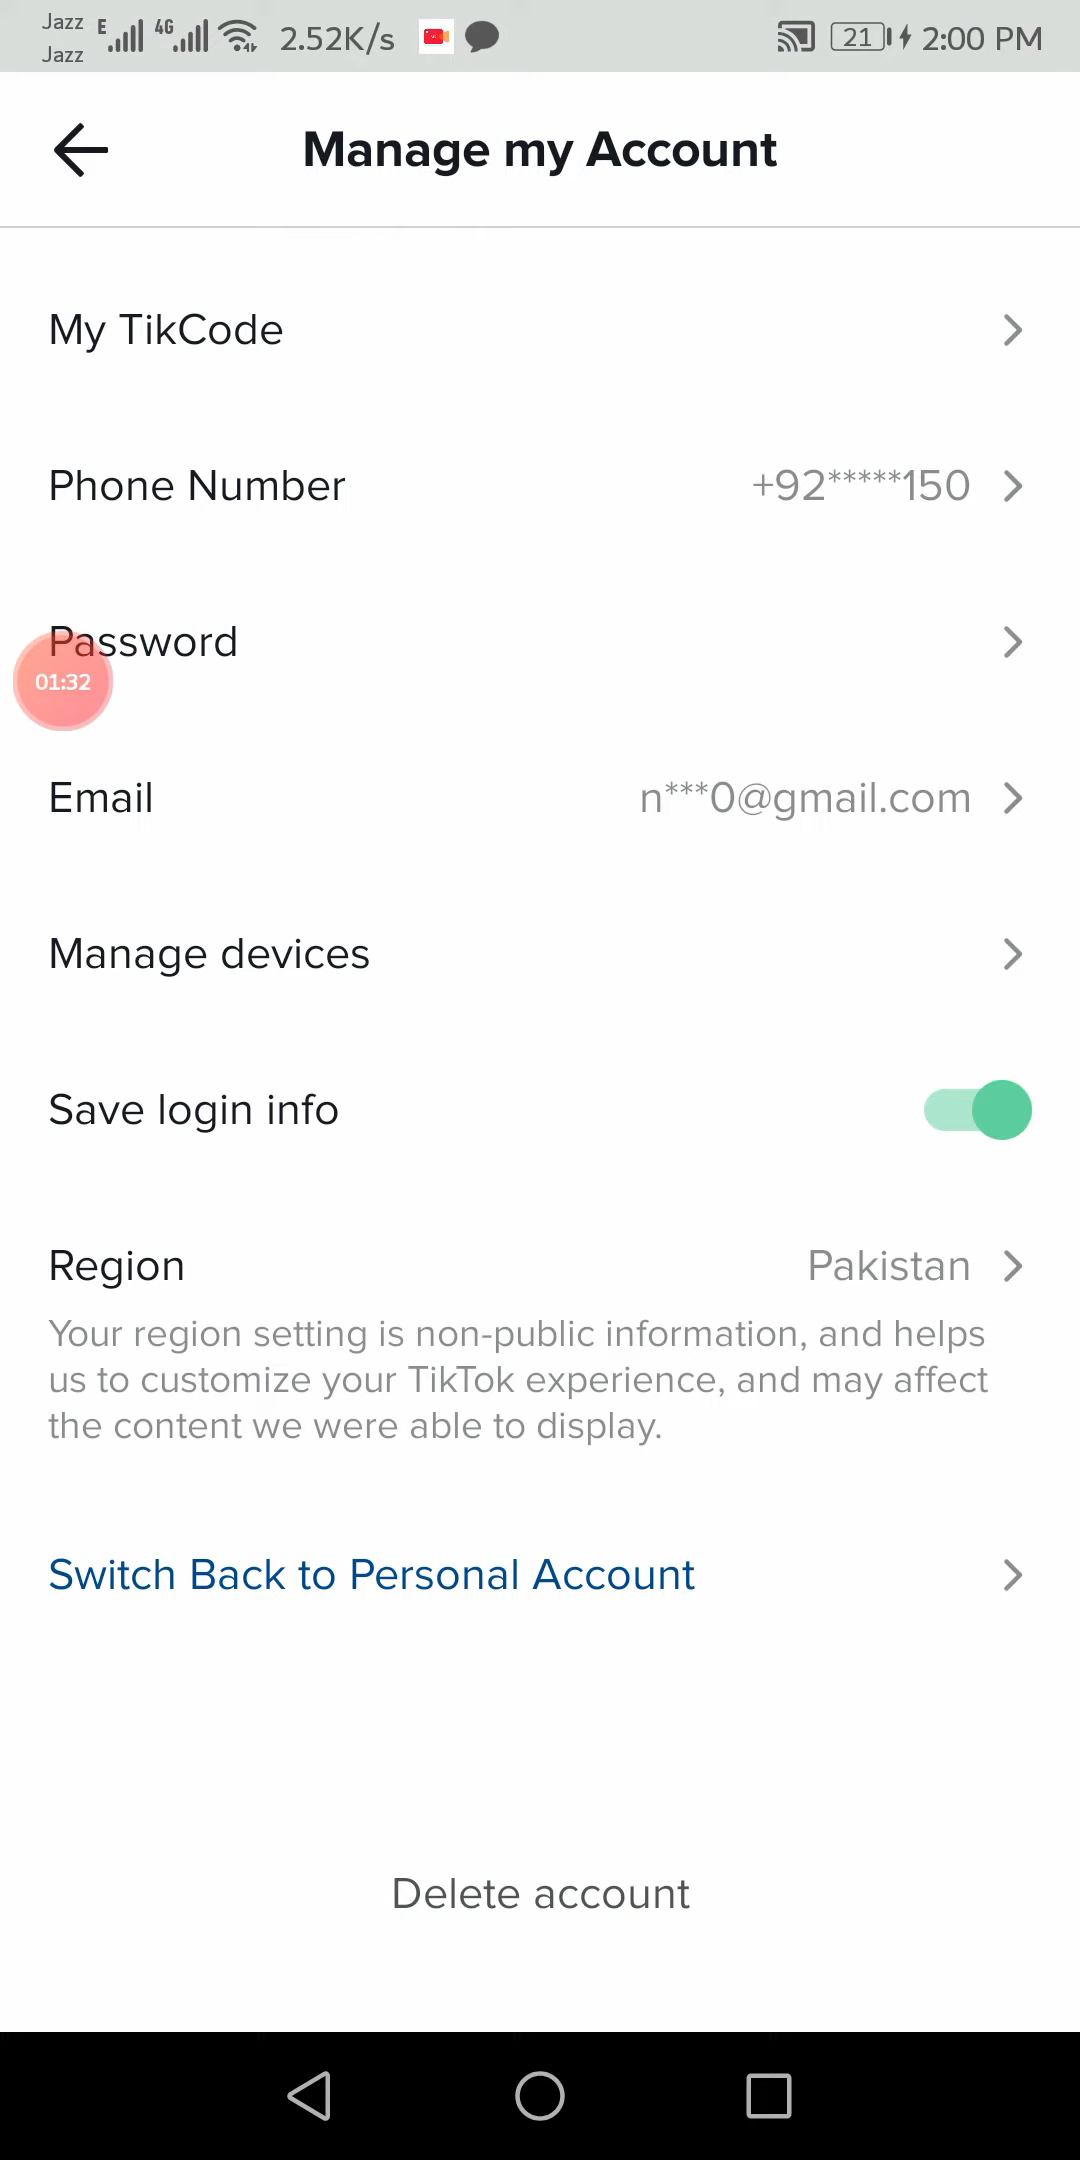 Jazz E 4G 2.52K/s 21 2:00 PM
Jazz
Manage my Account
My TikCode
Phone Number +92*****150
Password
01:32
Email n***0@gmail.com
Manage devices
Save login info
Region Pakistan
Your region setting is non-public information, and helps
us to customize your TikTok experience, and may affect
the content we were able to display.
Switch Back to Personal Account
Delete account